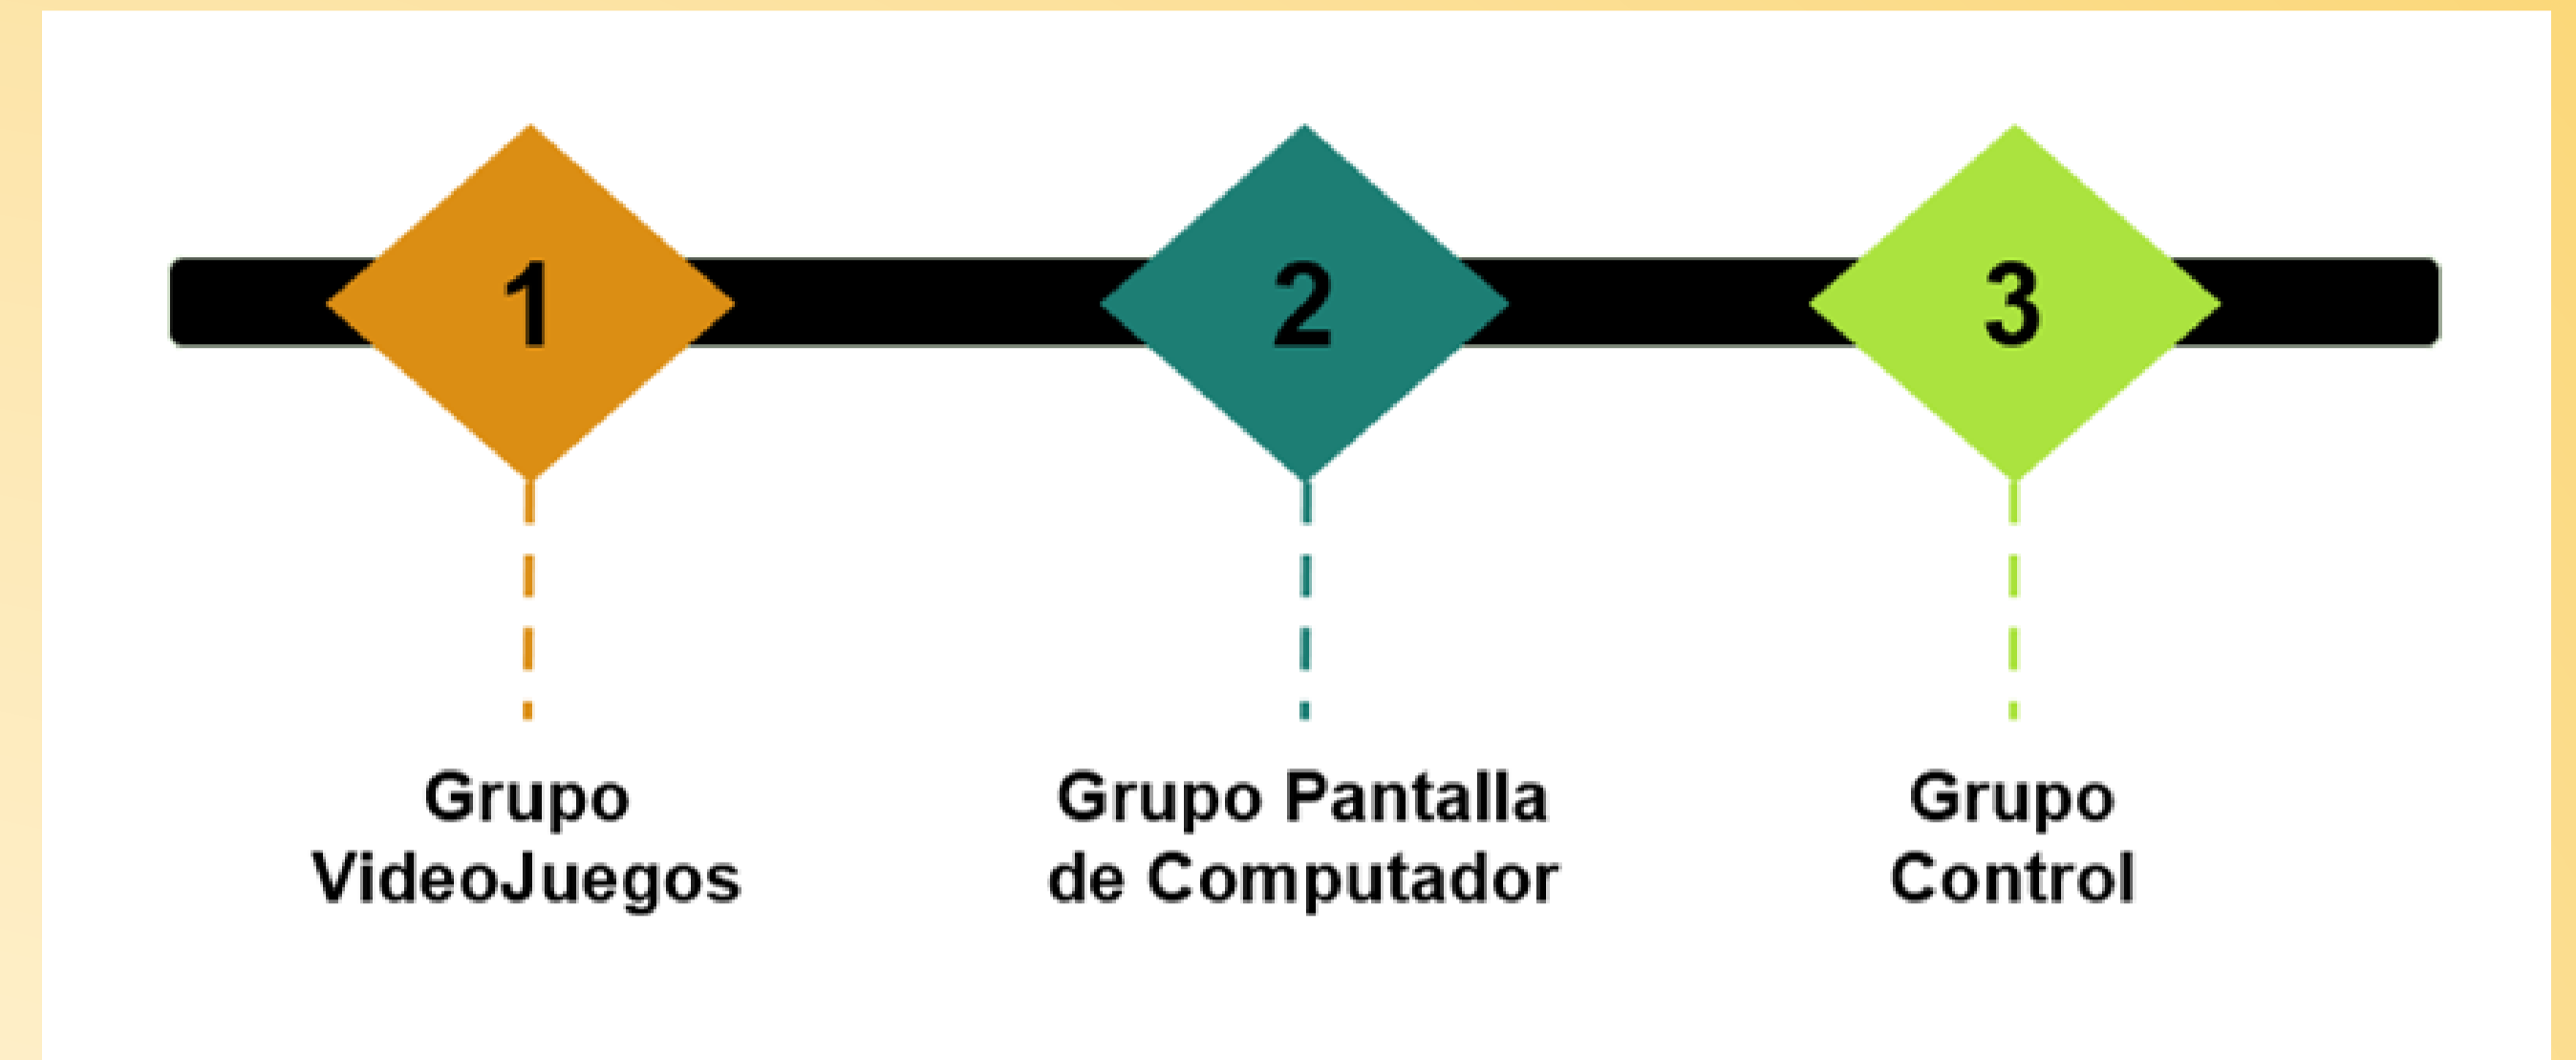 1
2
3
Grupo
VideoJuegos
Grupo Pantalla
de Computador
Grupo
Control